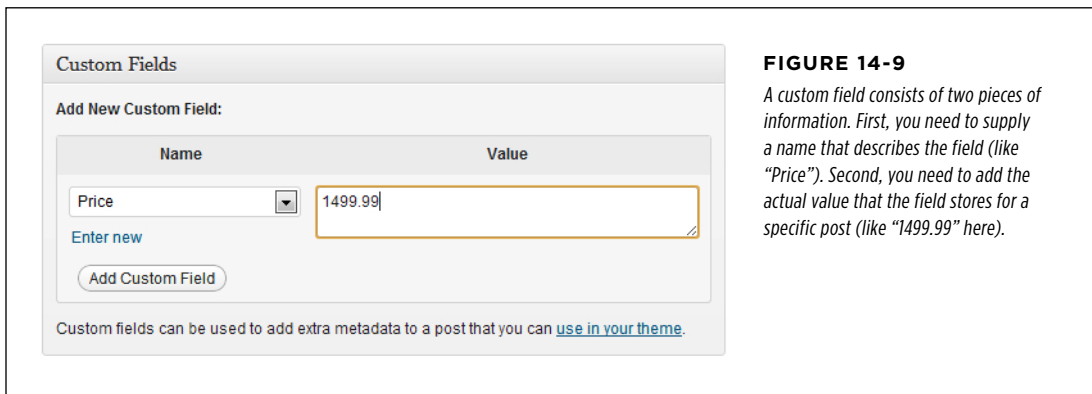 Custom Fields
Add New Custom Field:
Name Value
Price 1499.99
Enter new
Add Custom Field
Custom fields can be used to add extra metadata to a post that you can use in your theme.
FIGURE 14-9
A custom field consists of two pieces of
information. First, you need to supply
a name that describes the field (like
“Price”). Second, you need to add the
actual value that the field stores for a
specific post (like “1499.99” here).